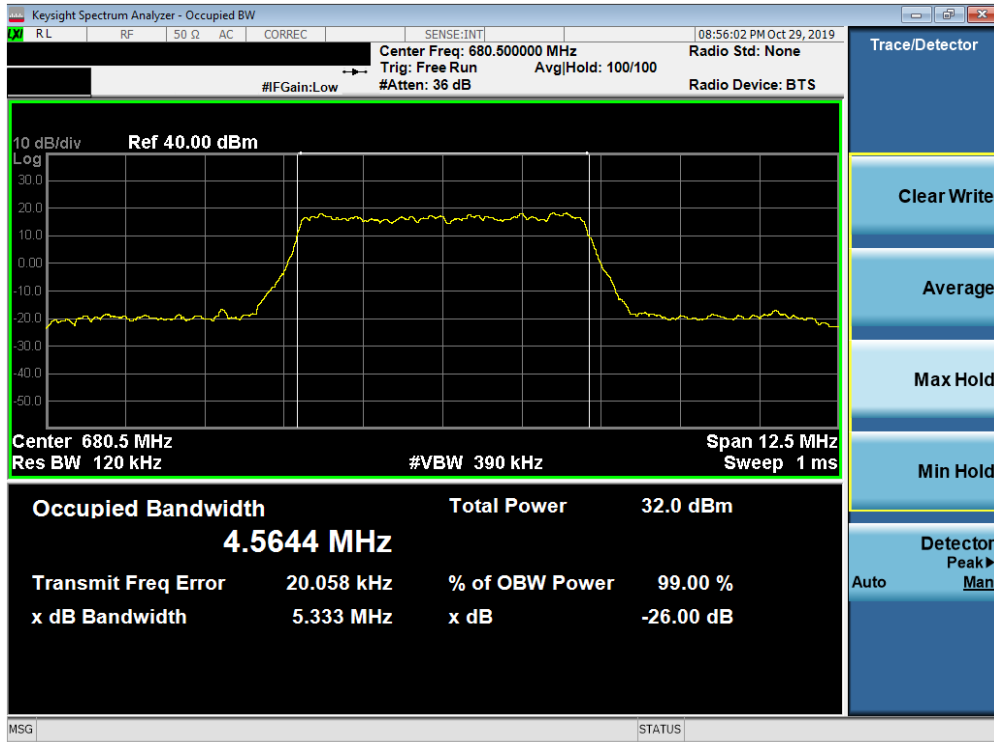 Keysight Spectrum Analyzer - Occupied BW
LXI RL RF 50 Ω AC CORREC SENSE:INT 08:56:02 PM Oct 29, 2019
Center Freq: 680.500000 MHz Radio Std: None
Trig: Free Run Avg|Hold: 100/100
#IFGain:Low #Atten: 36 dB Radio Device: BTS
10 dB/div Ref 40.00 dBm
Log
30.0
20.0
10.0
0.00
-10.0
-20.0
-30.0
-40.0
-50.0
Center 680.5 MHz Span 12.5 MHz
Res BW 120 kHz #VBW 390 kHz Sweep 1 ms
Occupied Bandwidth Total Power 32.0 dBm
4.5644 MHz
Transmit Freq Error 20.058 kHz % of OBW Power 99.00 %
x dB Bandwidth 5.333 MHz x dB -26.00 dB
MSG STATUS
Trace/Detector
Clear Write
Average
Max Hold
Min Hold
Detector
Peak▶
Auto Man